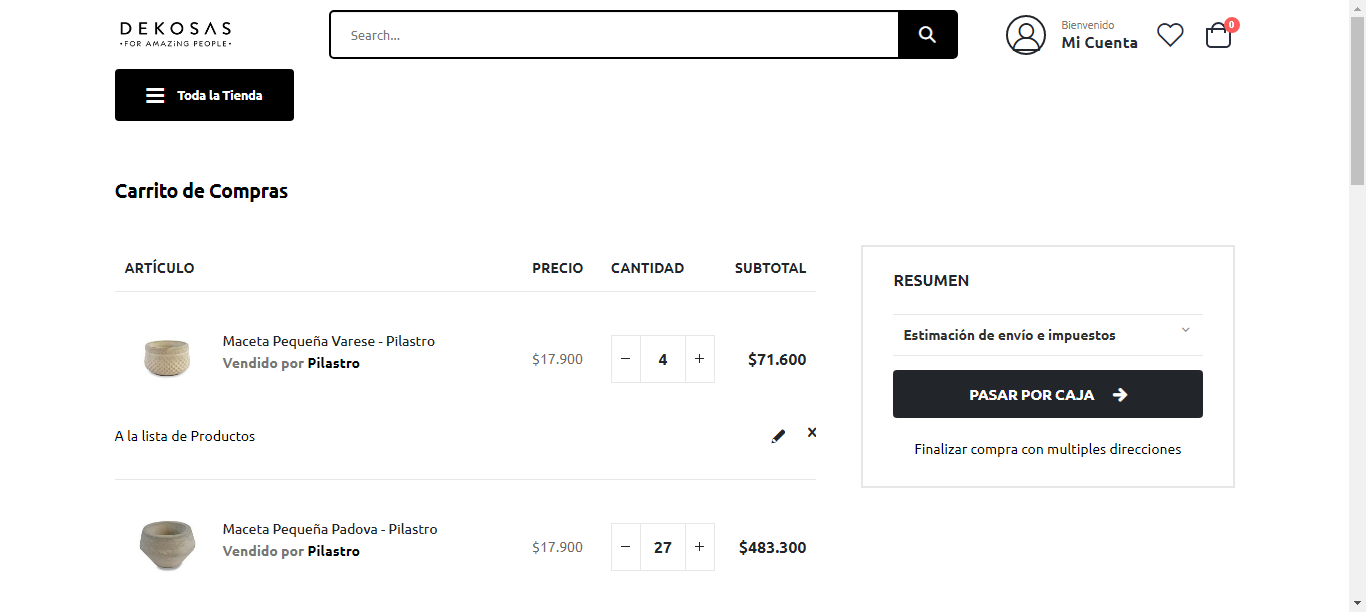 DEKOSAS
•FOR AMAZING PEOPLE•
Search...
Bienvenido
Mi Cuenta
0
Toda la Tienda
Carrito de Compras
ARTÍCULO PRECIO CANTIDAD SUBTOTAL
Maceta Pequeña Varese - Pilastro
Vendido por Pilastro
$17.900 − 4 + $71.600
A la lista de Productos
Maceta Pequeña Padova - Pilastro
Vendido por Pilastro
$17.900 − 27 + $483.300
RESUMEN
Estimación de envío e impuestos
PASAR POR CAJA
Finalizar compra con multiples direcciones